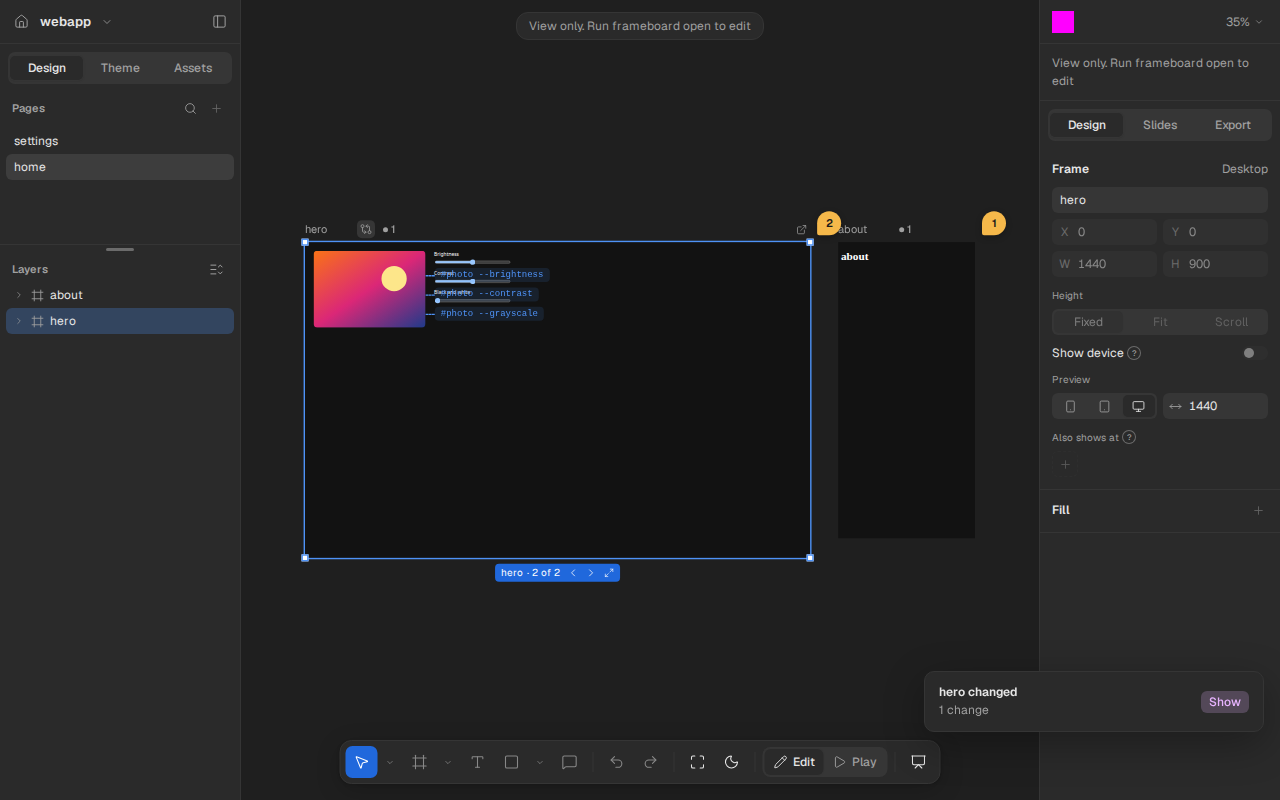 webapp
View only. Run frameboard open to edit
35%
View only. Run frameboard open to
edit
Design
Theme
Assets
Design
Slides
Export
Pages
settings
home
Frame
Desktop
hero
X 0
Y 0
W 1440
H 900
Height
Fixed
Fit
Scroll
Show device ?
Preview
1440
Also shows at ?
Fill
Layers
about
hero
hero
1
2
about
1
1
Brightness
Contrast
#photo --brightness
#photo --contrast
#photo --grayscale
about
hero · 2 of 2
hero changed
1 change
Show
Edit
Play